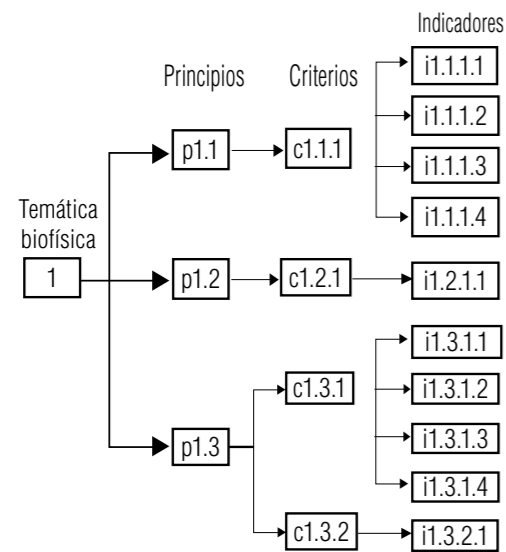 Indicadores
Principios
Criterios
i1.1.1.1
i1.1.1.2
p1.1
c1.1.1
i1.1.1.3
i1.1.1.4
Temática
biofísica
1
p1.2
c1.2.1
i1.2.1.1
i1.3.1.1
c1.3.1
i1.3.1.2
p1.3
i1.3.1.3
i1.3.1.4
c1.3.2
i1.3.2.1